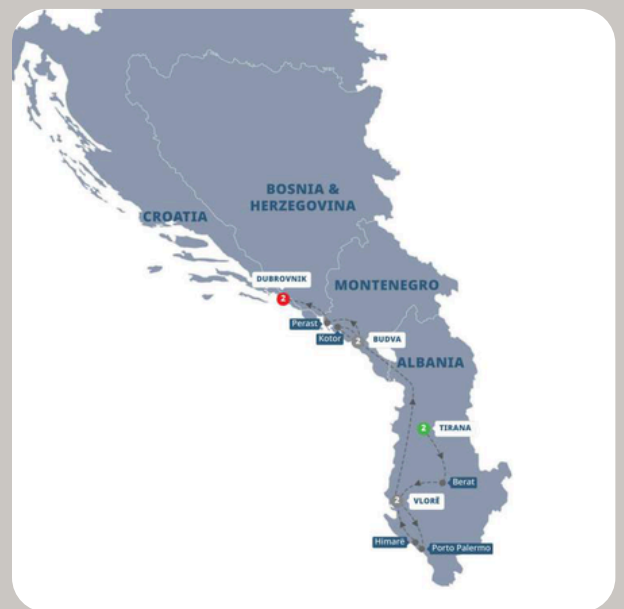 BOSNIA &
HERZEGOVINA
CROATIA
DUBROVNIK
2
MONTENEGRO
Perast
Kotor
2
BUDVA
ALBANIA
2
TIRANA
Berat
2
VLORË
Himarë
Porto Palermo